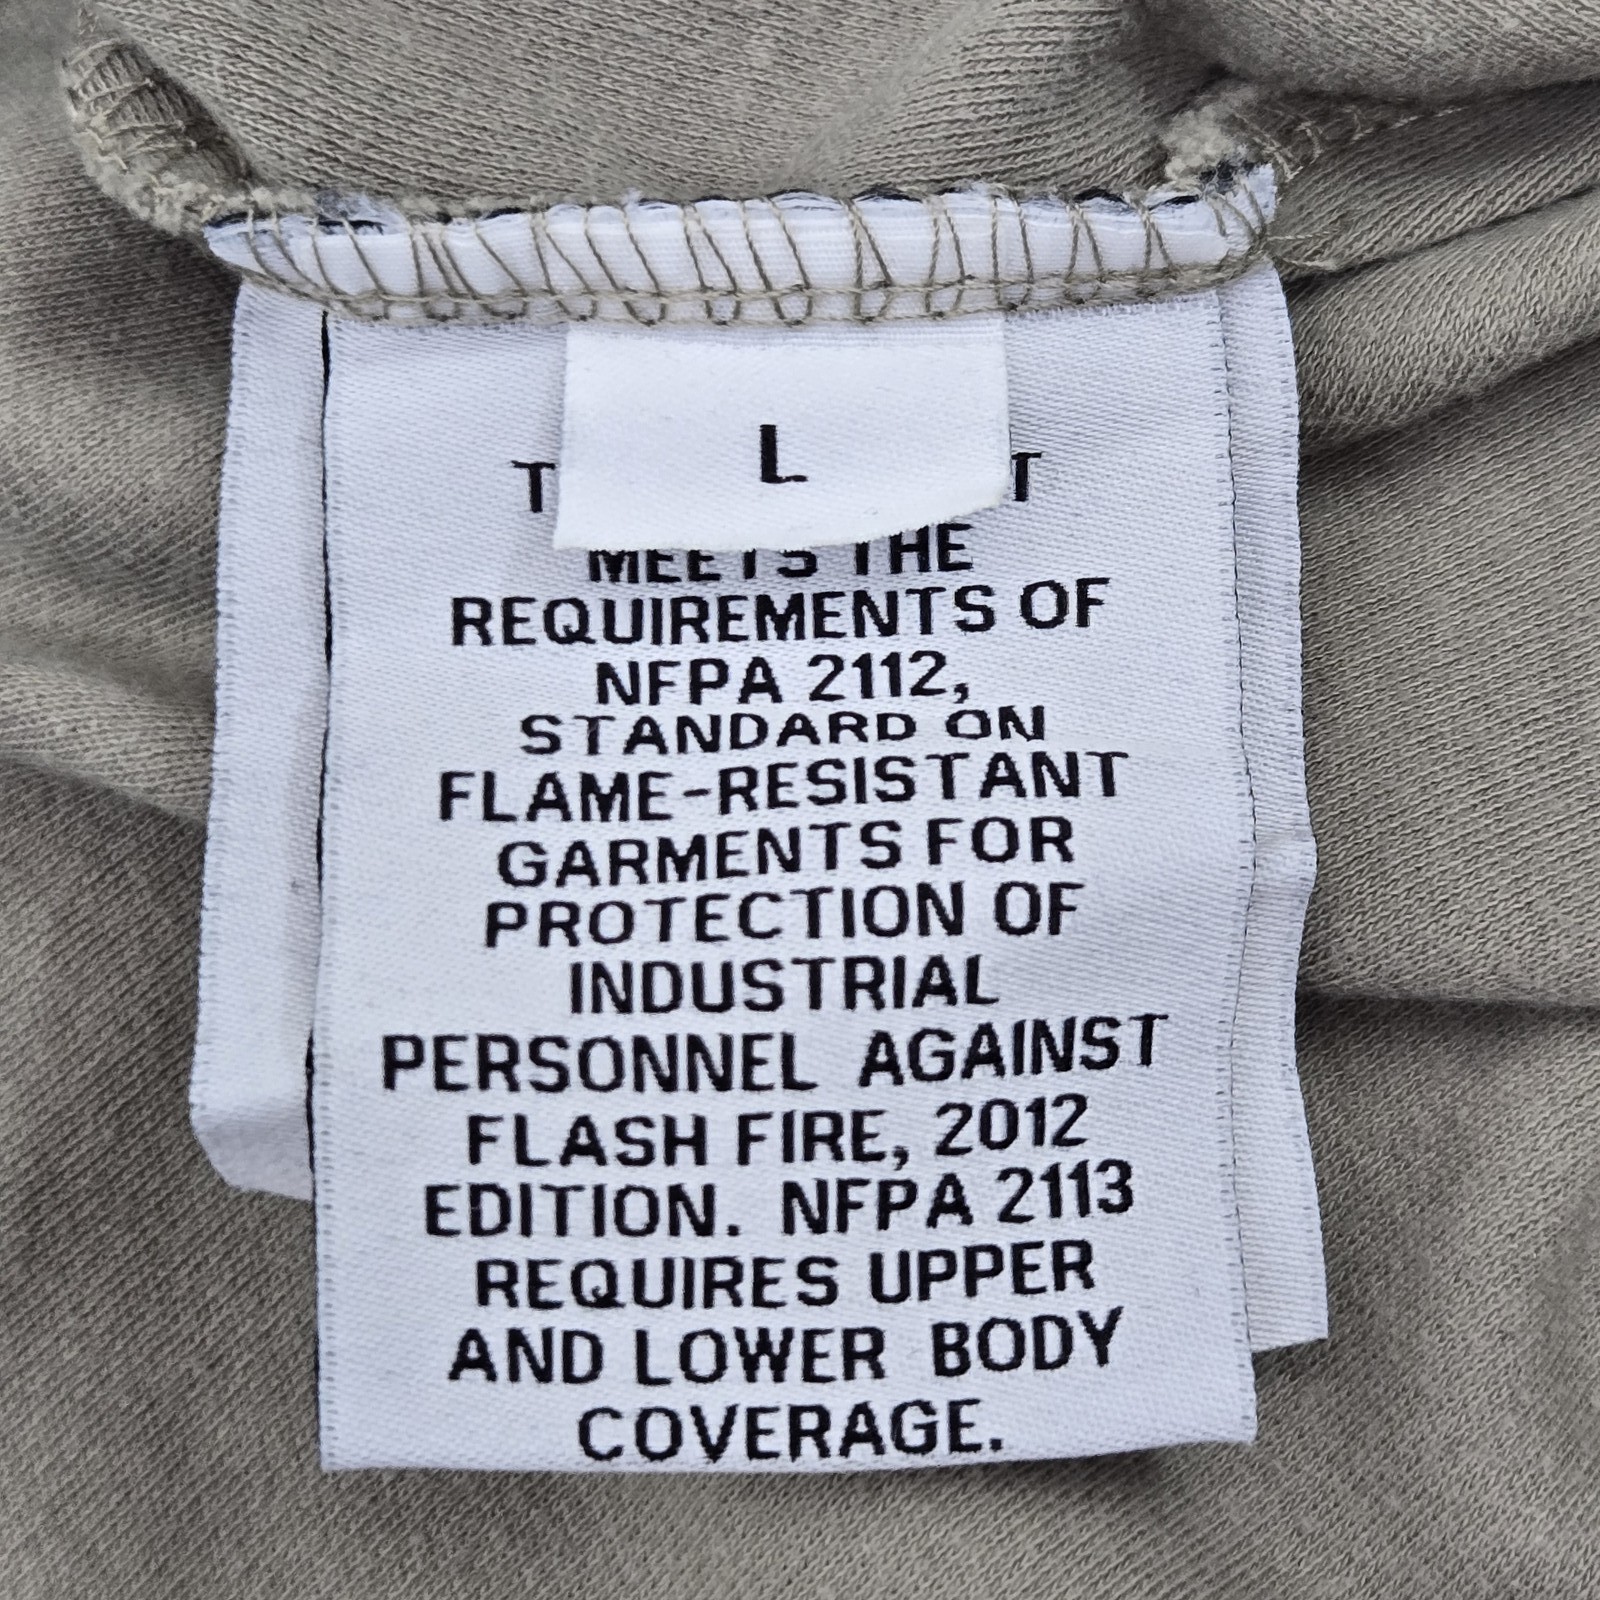 L
T T
MEETS THE
REQUIREMENTS OF
NFPA 2112,
STANDARD ON
FLAME-RESISTANT
GARMENTS FOR
PROTECTION OF
INDUSTRIAL
PERSONNEL AGAINST
FLASH FIRE, 2012
EDITION. NFPA 2113
REQUIRES UPPER
AND LOWER BODY
COVERAGE.